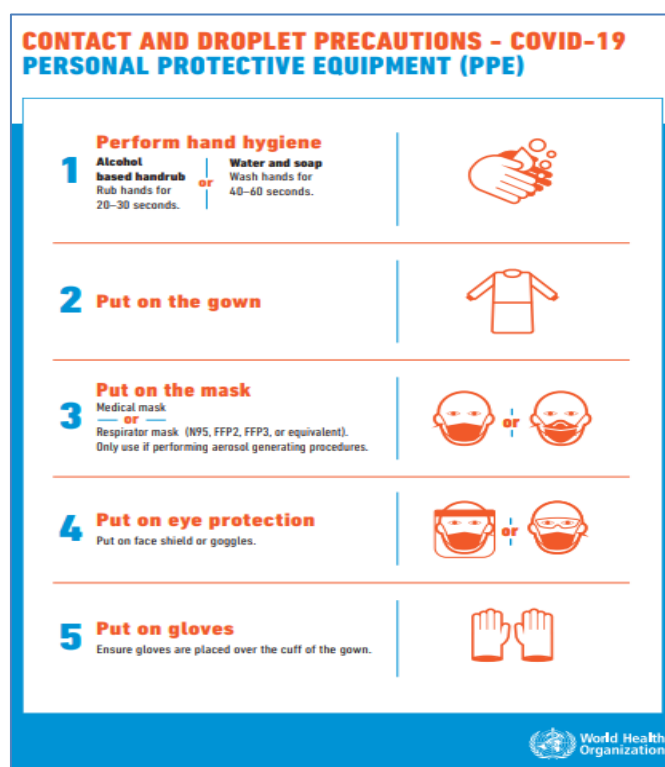 CONTACT AND DROPLET PRECAUTIONS – COVID-19
PERSONAL PROTECTIVE EQUIPMENT (PPE)
1
Perform hand hygiene
Alcohol
based handrub
Rub hands for
20–30 seconds.
or
Water and soap
Wash hands for
40–60 seconds.
2
Put on the gown
3
Put on the mask
Medical mask
or
Respirator mask (N95, FFP2, FFP3, or equivalent).
Only use if performing aerosol generating procedures.
or
4
Put on eye protection
Put on face shield or goggles.
or
5
Put on gloves
Ensure gloves are placed over the cuff of the gown.
World Health
Organization